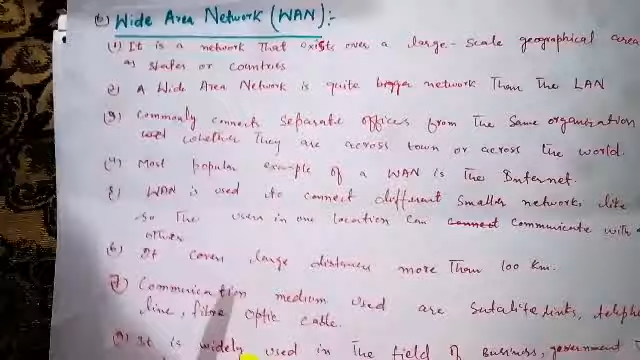 (b) Wide Area Network (WAN) :-
(1) It is a network that exists over a large-scale geographical area
as states or countries
(2) A Wide Area Network is quite bigger network Than the LAN
(3) Commonly connects separate offices from the same organization
whether They are across town or across the world.
(4) Most popular example of a WAN is the Internet.
WAN is used to connect different smaller networks like
so the users in one location can connect communicate with
others
(6) It covers large distances more than 100 Km.
(7) Communication medium used are satalite links,
line, fibre optic cable.
It is widely used in the field of Business, government